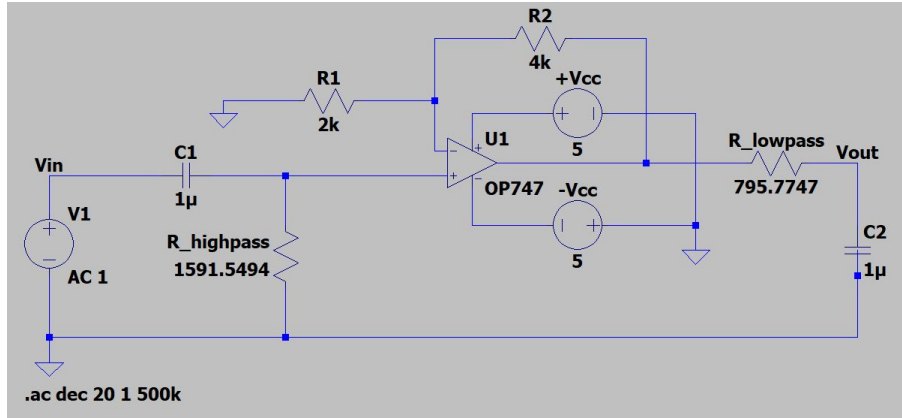 R2
4k
+Vcc
5
R1
2k
U1
OP747
R_lowpass
795.7747
Vout
Vin
C1
1µ
-Vcc
5
V1
AC 1
R_highpass
1591.5494
C2
1µ
.ac dec 20 1 500k